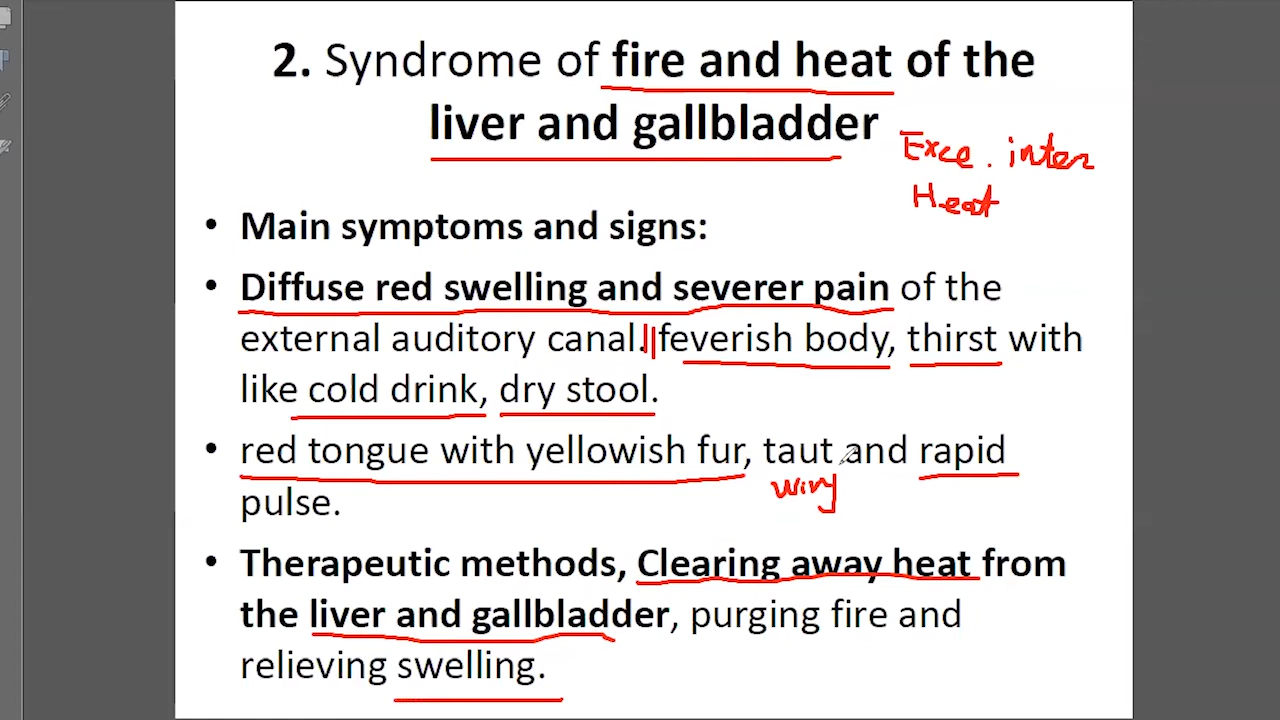 2. Syndrome of fire and heat of the
liver and gallbladder
Exce. inter
Heat
• Main symptoms and signs:
• Diffuse red swelling and severer pain of the
external auditory canal. feverish body, thirst with
like cold drink, dry stool.
• red tongue with yellowish fur, taut and rapid
wiry
pulse.
• Therapeutic methods, Clearing away heat from
the liver and gallbladder, purging fire and
relieving swelling.